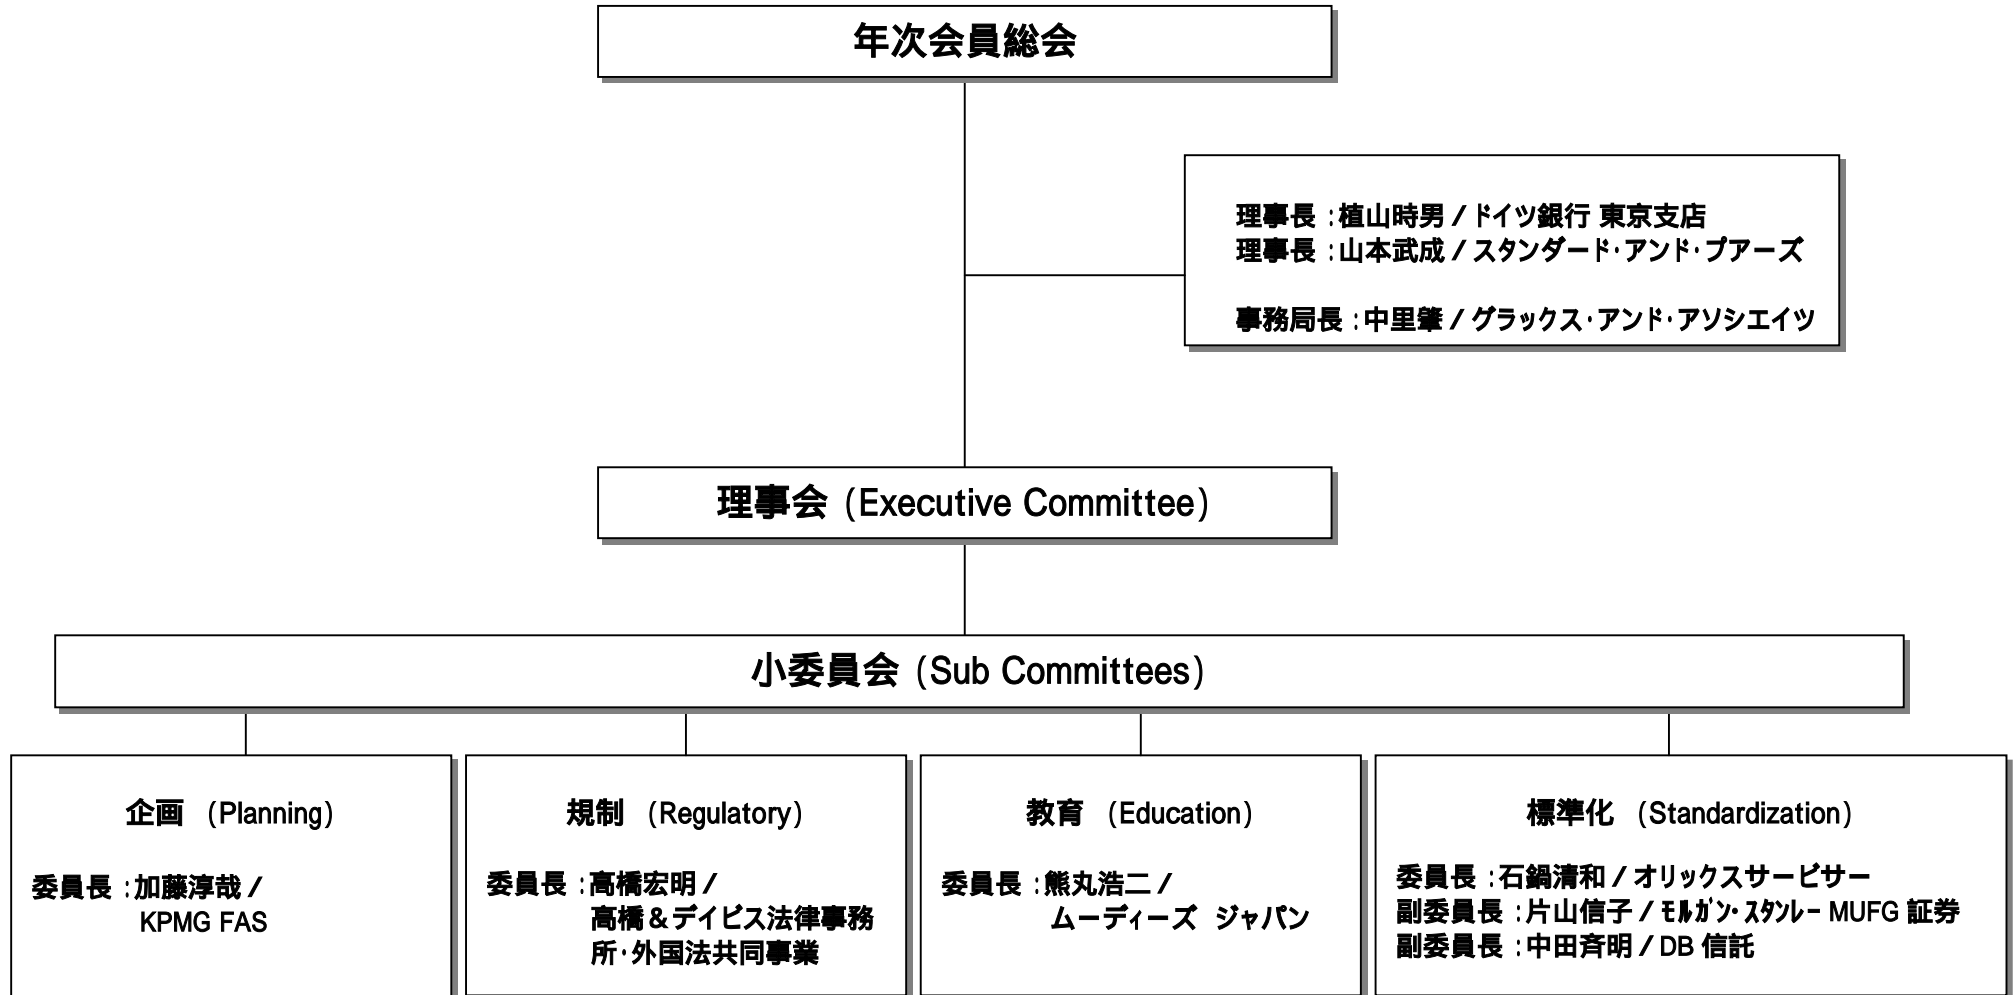 年次会員総会
理事長:植山時男/ドイツ銀行 東京支店
理事長:山本武成/スタンダード・アンド・プアーズ
事務局長:中里肇/グラックス・アンド・アソシエイツ
理事会 (Executive Committee)
小委員会 (Sub Committees)
企画 (Planning)
委員長:加藤淳哉/
KPMG FAS
規制 (Regulatory)
委員長:高橋宏明/
高橋&デイビス法律事務
所・外国法共同事業
教育 (Education)
委員長:熊丸浩二/
ムーディーズ ジャパン
標準化 (Standardization)
委員長:石鍋清和/オリックスサービサー
副委員長:片山信子/モルガン・スタンレー MUFG 証券
副委員長:中田斉明/DB 信託